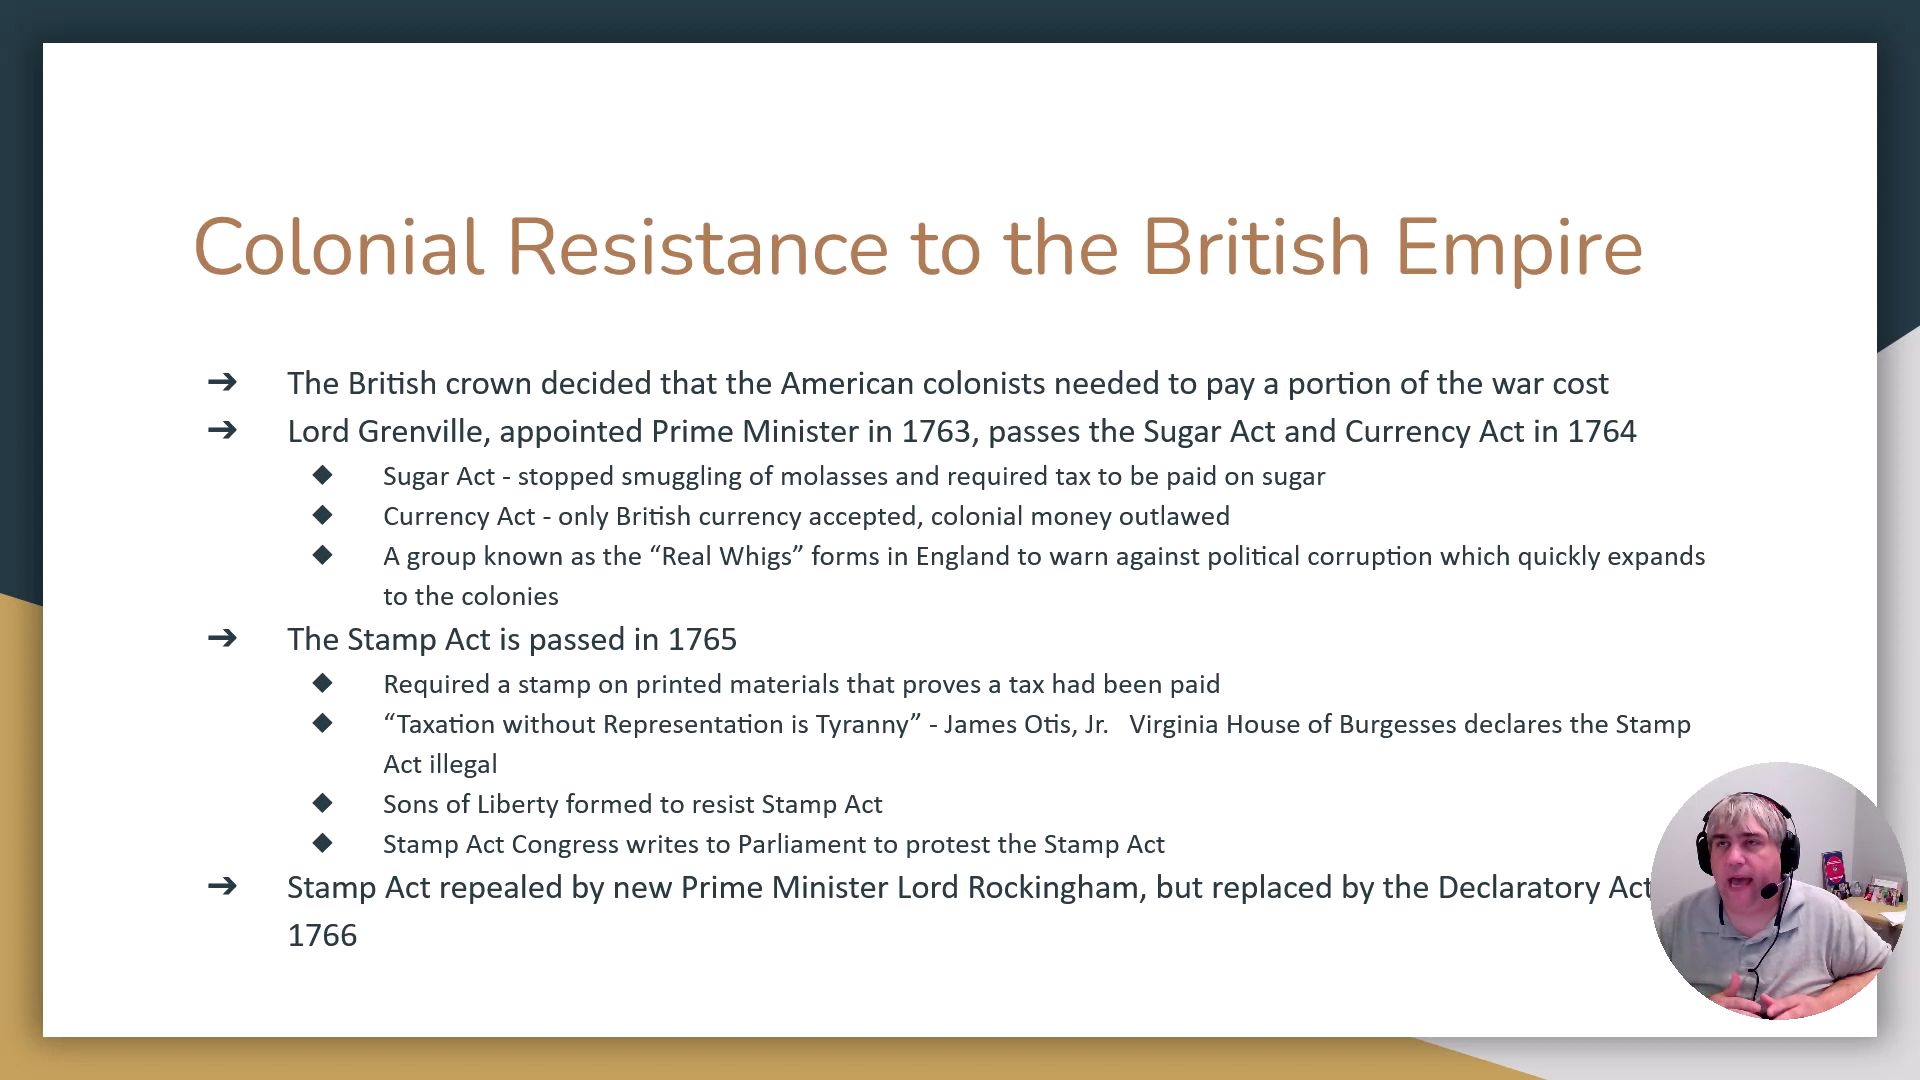 Colonial Resistance to the British Empire
➔ The British crown decided that the American colonists needed to pay a portion of the war cost
➔ Lord Grenville, appointed Prime Minister in 1763, passes the Sugar Act and Currency Act in 1764
◆ Sugar Act - stopped smuggling of molasses and required tax to be paid on sugar
◆ Currency Act - only British currency accepted, colonial money outlawed
◆ A group known as the “Real Whigs” forms in England to warn against political corruption which quickly expands
to the colonies
➔ The Stamp Act is passed in 1765
◆ Required a stamp on printed materials that proves a tax had been paid
◆ “Taxation without Representation is Tyranny” - James Otis, Jr. Virginia House of Burgesses declares the Stamp
Act illegal
◆ Sons of Liberty formed to resist Stamp Act
◆ Stamp Act Congress writes to Parliament to protest the Stamp Act
➔ Stamp Act repealed by new Prime Minister Lord Rockingham, but replaced by the Declaratory Act
1766